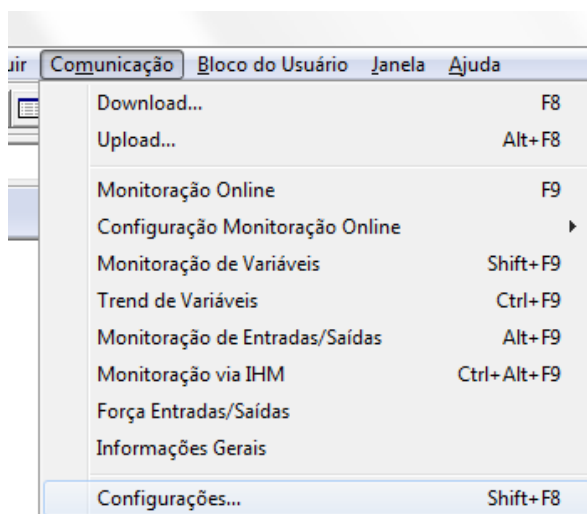 uir Comunicação Bloco do Usuário Janela Ajuda
Download... F8
Upload... Alt+F8
Monitoração Online F9
Configuração Monitoração Online
Monitoração de Variáveis Shift+F9
Trend de Variáveis Ctrl+F9
Monitoração de Entradas/Saídas Alt+F9
Monitoração via IHM Ctrl+Alt+F9
Força Entradas/Saídas
Informações Gerais
Configurações... Shift+F8